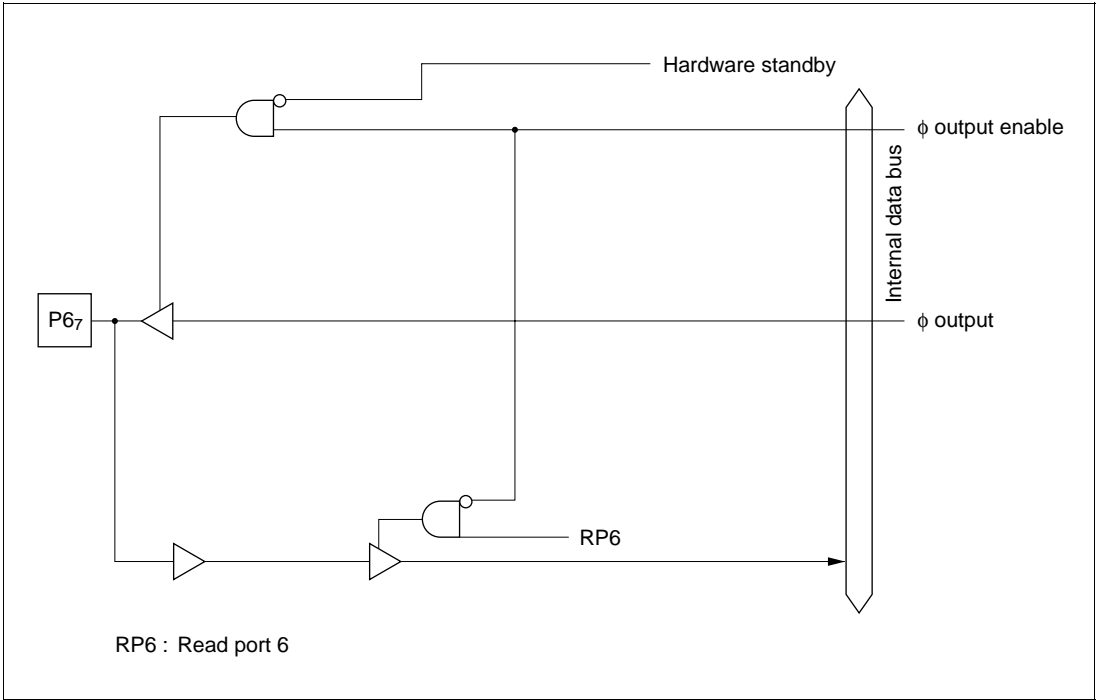 Hardware standby
ϕ output enable
Internal data bus
P6₇
ϕ output
RP6
RP6 : Read port 6